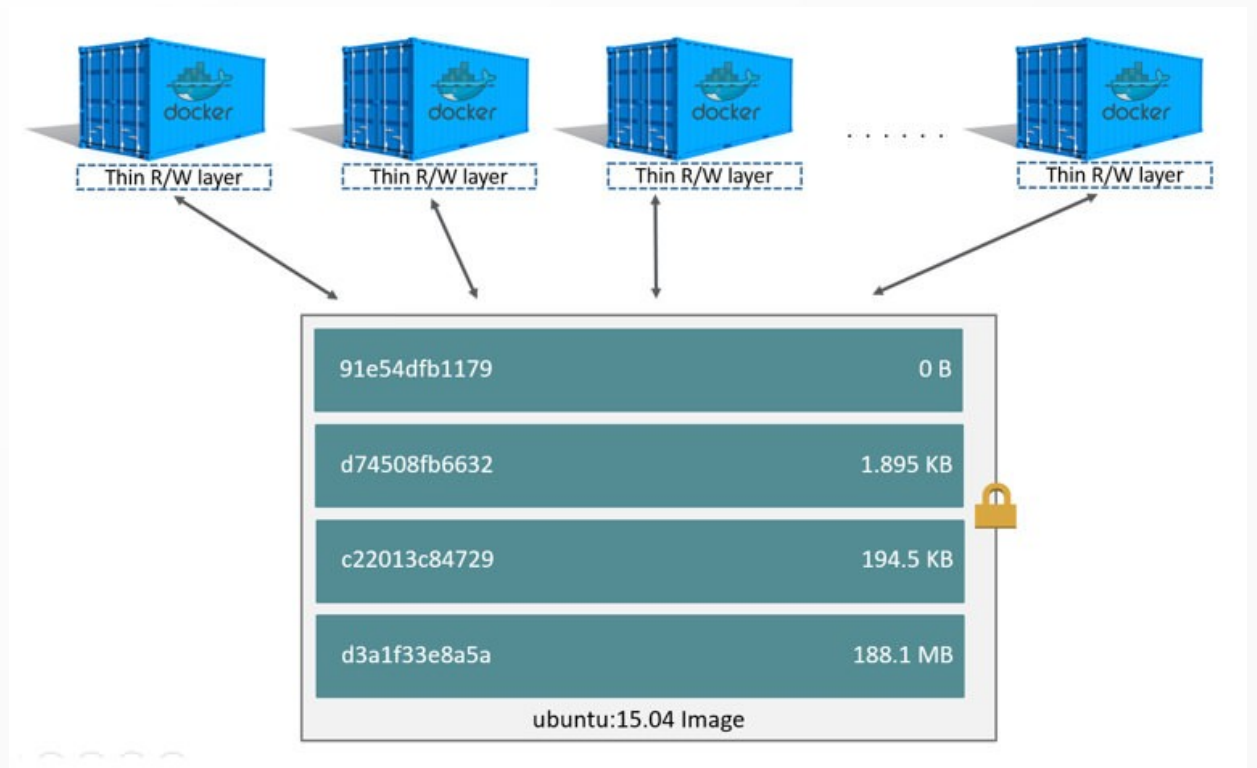 docker
docker
docker
docker
Thin R/W layer
Thin R/W layer
Thin R/W layer
. . . . . .
Thin R/W layer
91e54dfb1179 0 B
d74508fb6632 1.895 KB
c22013c84729 194.5 KB
d3a1f33e8a5a 188.1 MB
ubuntu:15.04 Image